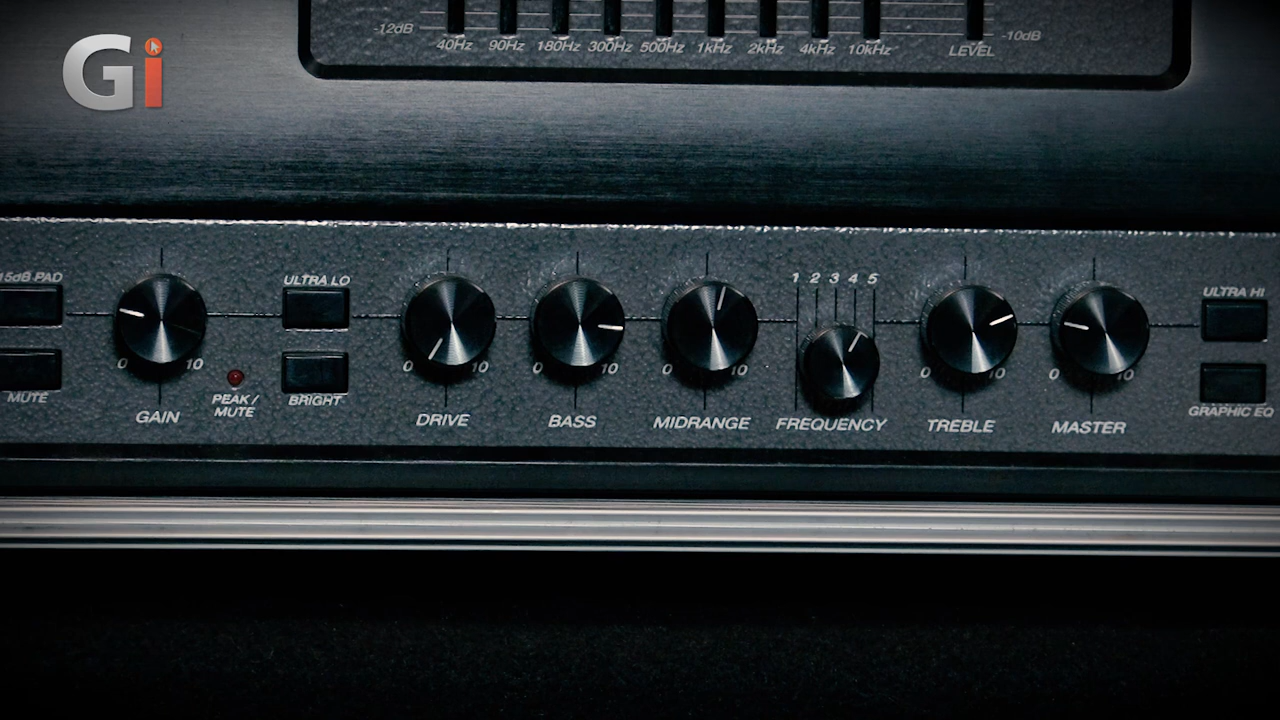 Gi
-12dB
40Hz 90Hz 180Hz 300Hz 500Hz 1kHz 2kHz 4kHz 10kHz LEVEL
-10dB
15dB PAD
MUTE
0 10
GAIN
PEAK/
MUTE
ULTRA LO
BRIGHT
0 10
DRIVE
0 10
BASS
0 10
MIDRANGE
1 2 3 4 5
FREQUENCY
0 10
TREBLE
0 10
MASTER
ULTRA HI
GRAPHIC EQ